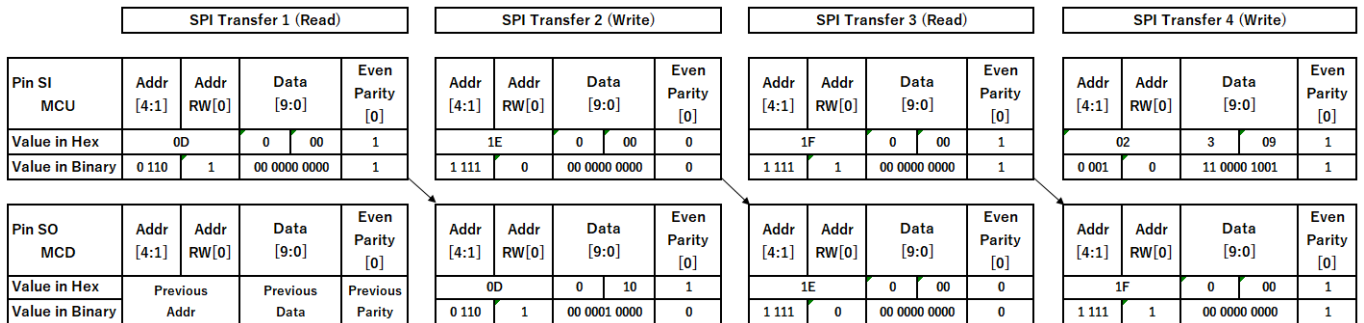 SPI Transfer 1 (Read) SPI Transfer 2 (Write) SPI Transfer 3 (Read) SPI Transfer 4 (Write)
Pin SI MCU Addr [4:1] Addr RW[0] Data [9:0] Even Parity [0] Addr [4:1] Addr RW[0] Data [9:0] Even Parity [0] Addr [4:1] Addr RW[0] Data [9:0] Even Parity [0] Addr [4:1] Addr RW[0] Data [9:0] Even Parity [0]
Value in Hex 0D 0 00 1 1E 0 00 0 1F 0 00 1 02 3 09 1
Value in Binary 0 110 1 00 0000 0000 1 1 111 0 00 0000 0000 0 1 111 1 00 0000 0000 1 0 001 0 11 0000 1001 1
Pin SO MCD Addr [4:1] Addr RW[0] Data [9:0] Even Parity [0] Addr [4:1] Addr RW[0] Data [9:0] Even Parity [0] Addr [4:1] Addr RW[0] Data [9:0] Even Parity [0] Addr [4:1] Addr RW[0] Data [9:0] Even Parity [0]
Value in Hex Previous Previous Previous 0D 0 10 1 1E 0 00 0 1F 0 00 1
Value in Binary Addr Data Parity 0 110 1 00 0001 0000 0 1 111 0 00 0000 0000 0 1 111 1 00 0000 0000 1